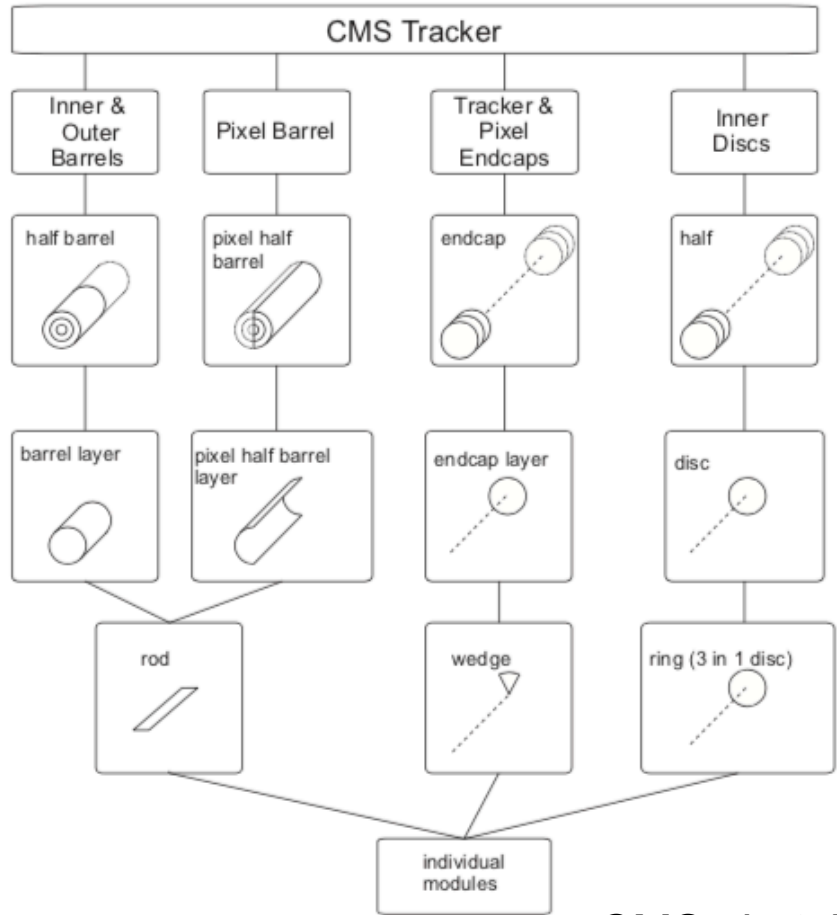 CMS Tracker
Inner &
Outer
Barrels
Pixel Barrel
Tracker &
Pixel
Endcaps
Inner
Discs
half barrel
pixel half
barrel
endcap
half
barrel layer
pixel half barrel
layer
endcap layer
disc
rod
wedge
ring (3 in 1 disc)
individual
modules